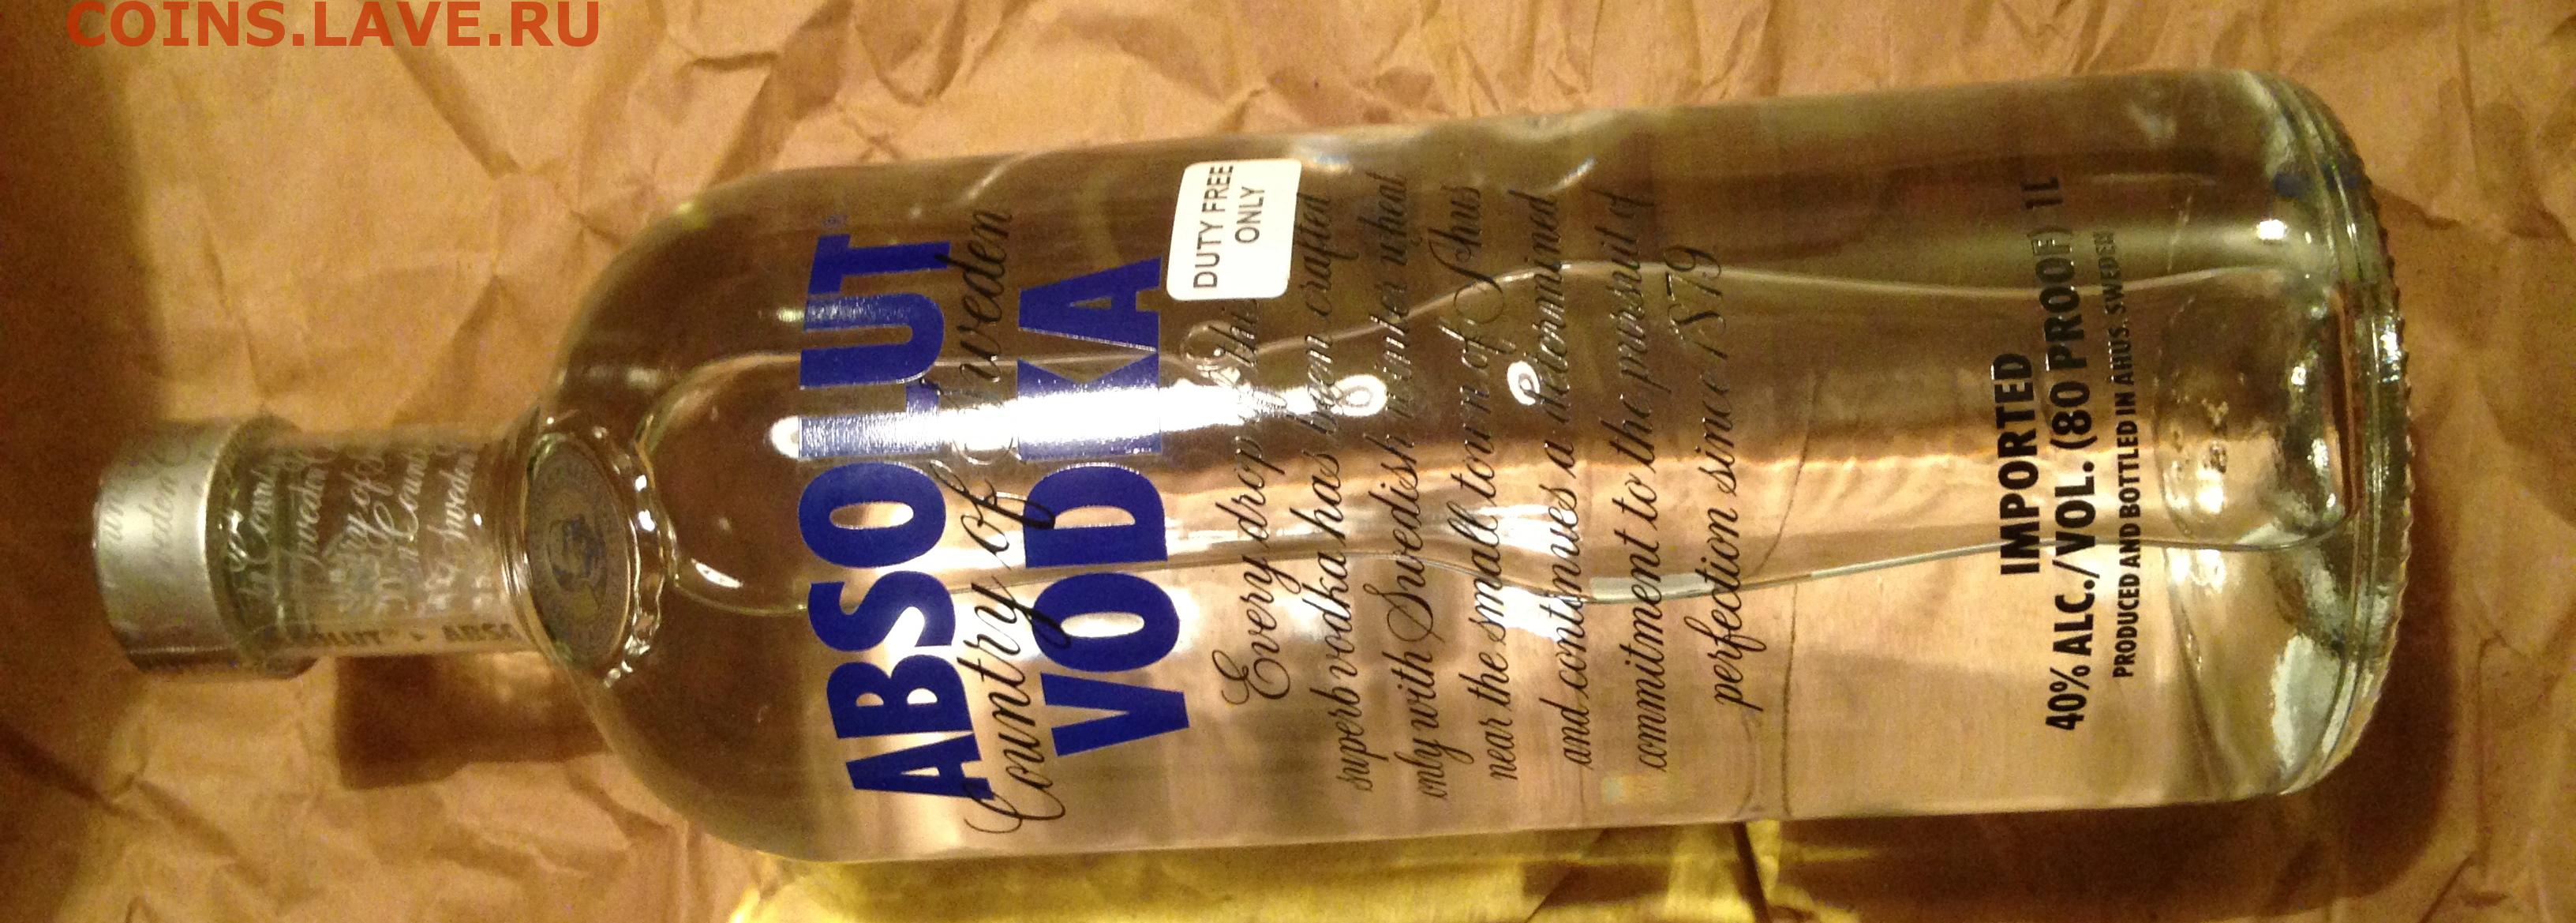 COINS.LAVE.RU
ABSOLUT®
Country of Sweden
VODKA
DUTY FREE
ONLY
Every drop of this
superb vodka has been crafted
only with Swedish winter wheat
near the small town of Åhus
and continues a determined
commitment to the pursuit of
perfection since 1879
IMPORTED
40% ALC./VOL. (80 PROOF) 1L
PRODUCED AND BOTTLED IN ÅHUS, SWEDEN